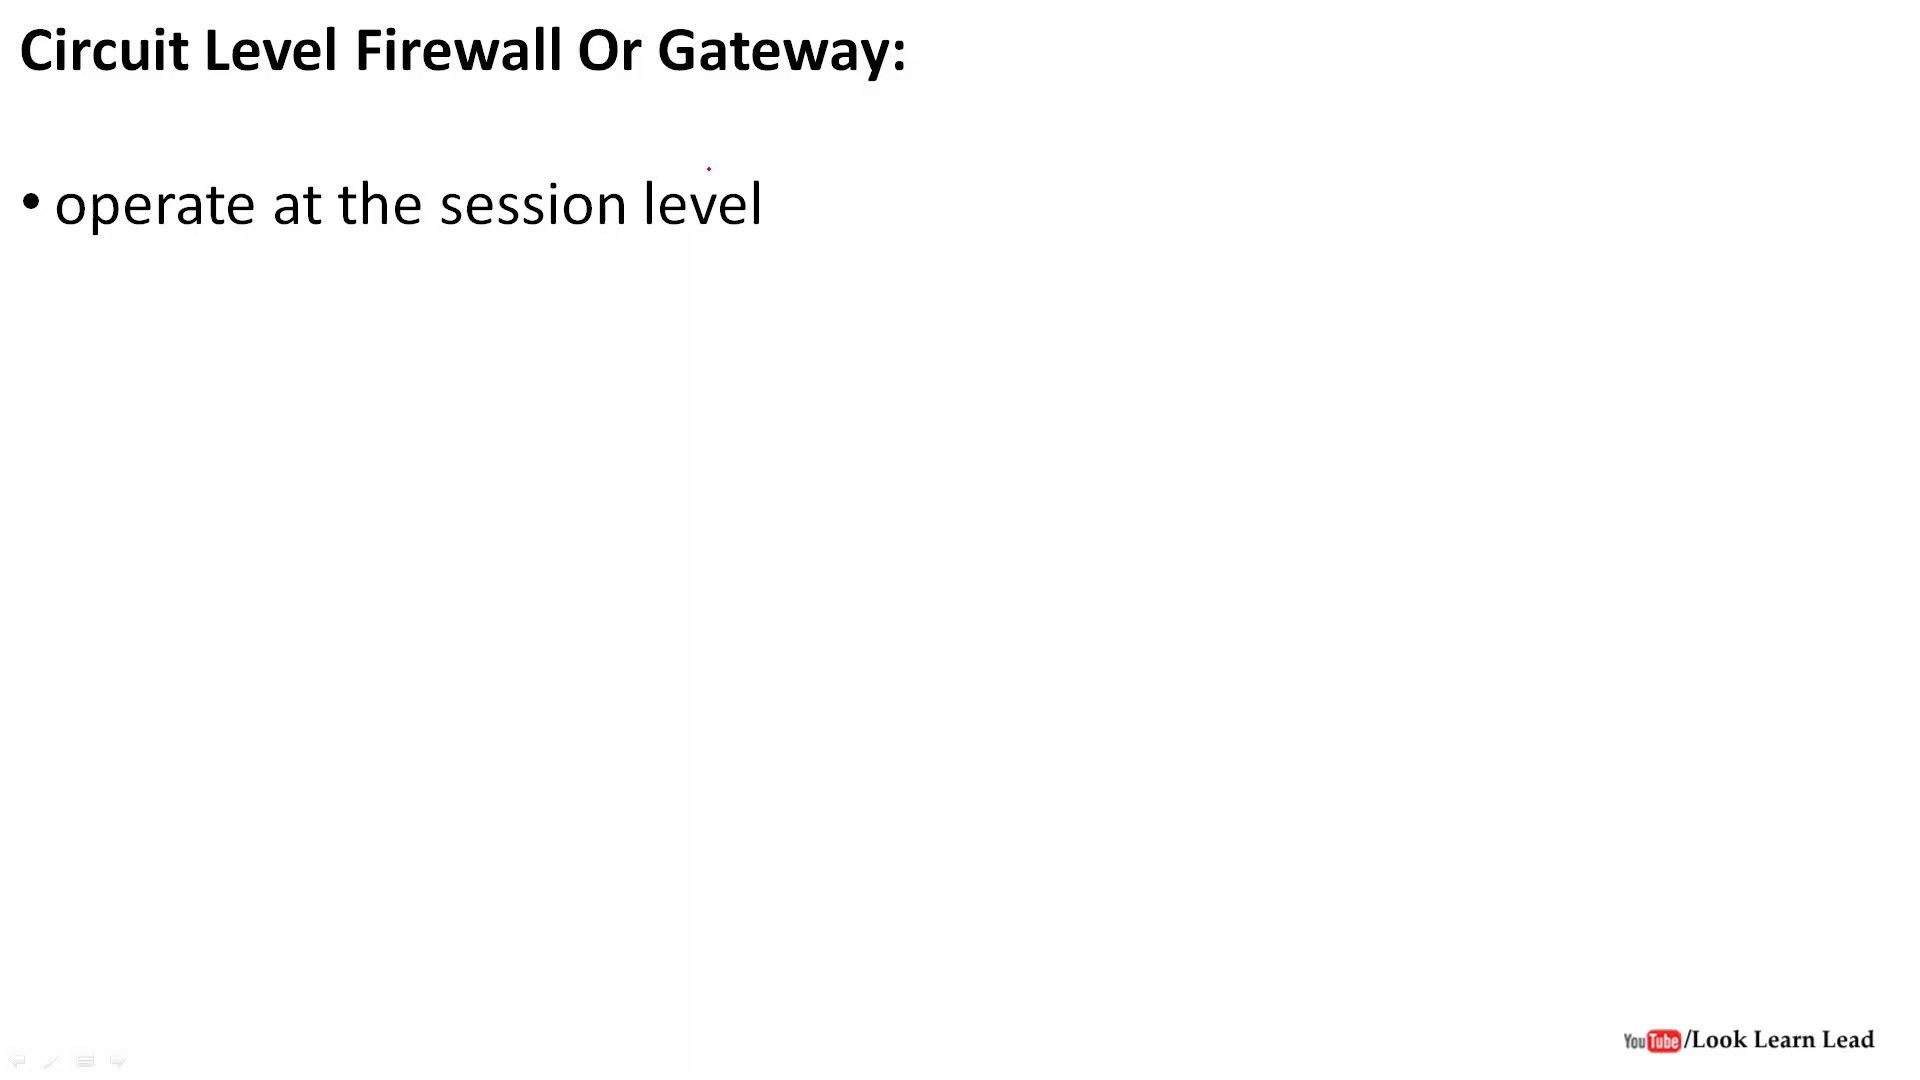 Circuit Level Firewall Or Gateway:
• operate at the session level
YouTube/Look Learn Lead